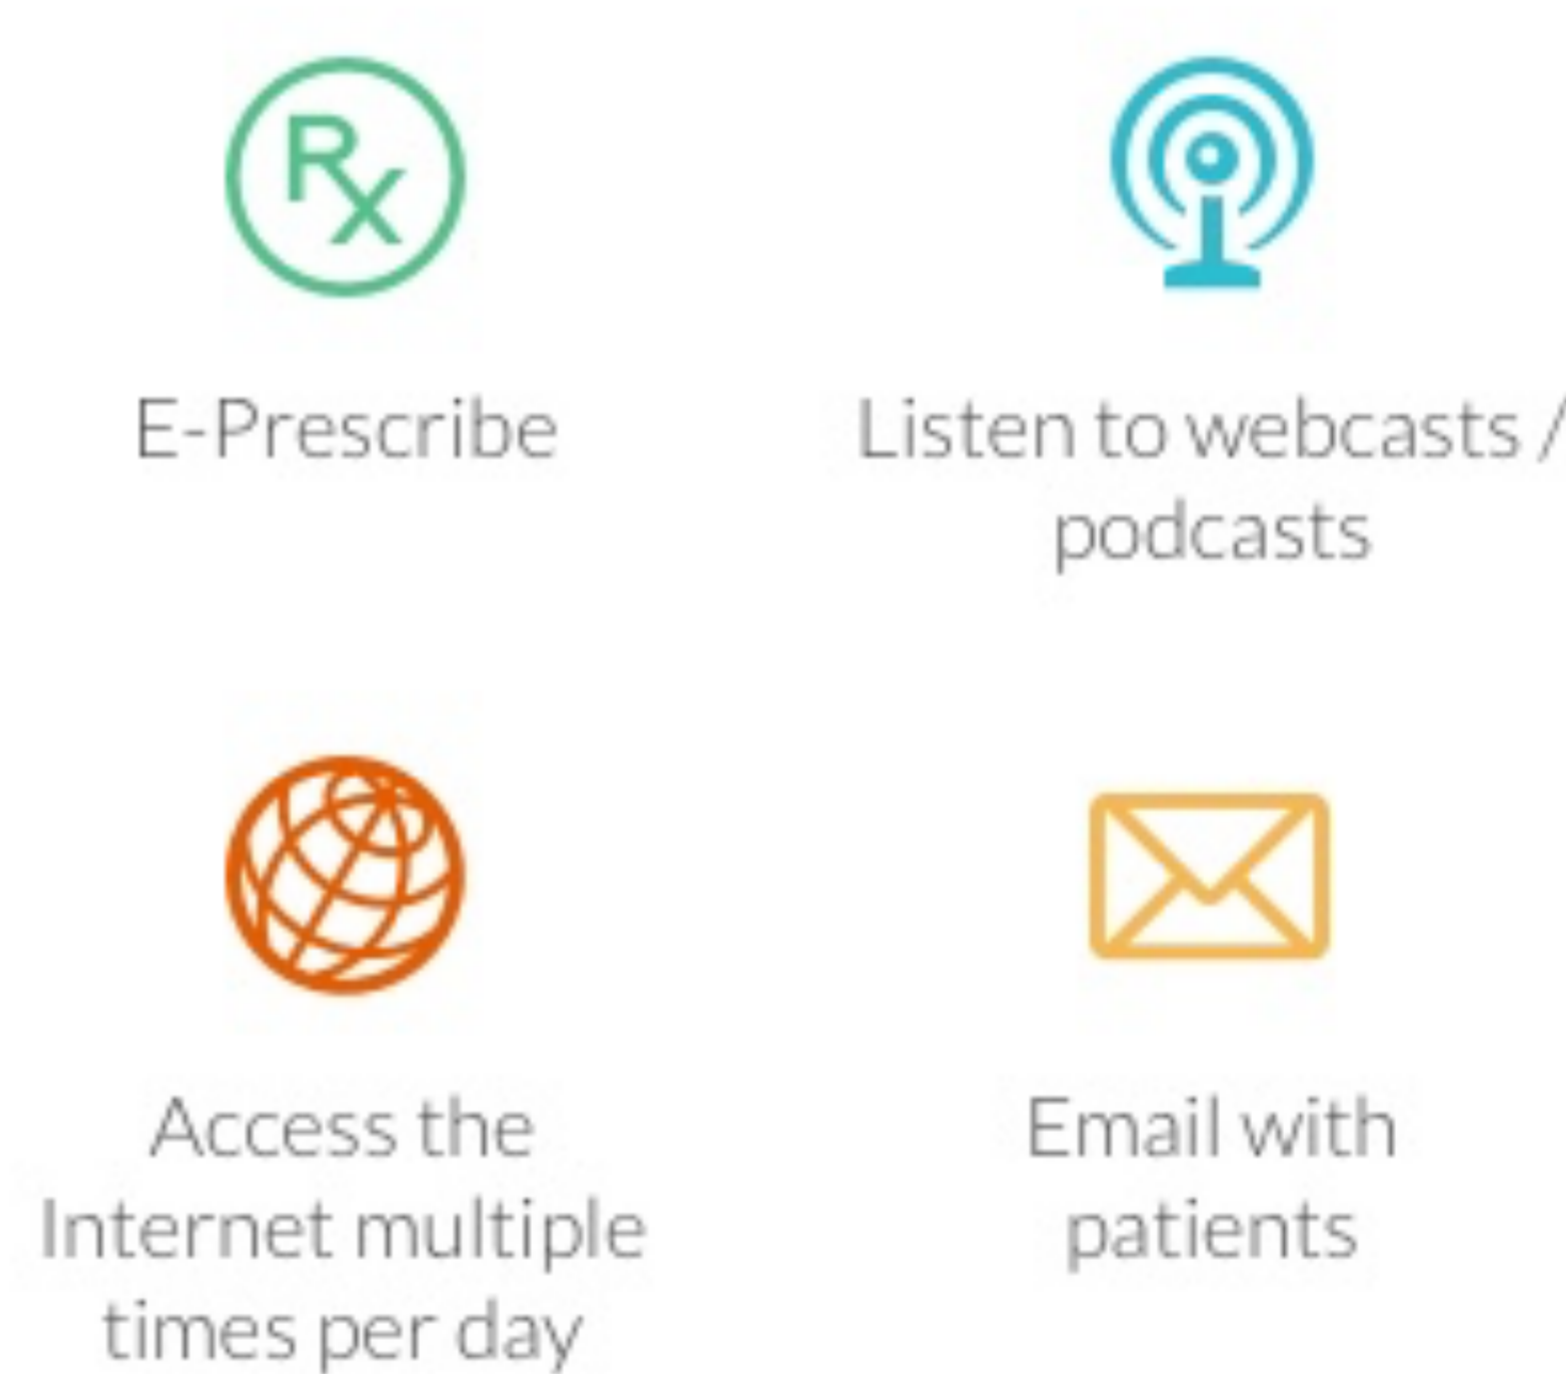 Rx
E-Prescribe
Listen to webcasts /
podcasts
Access the
Internet multiple
times per day
Email with
patients